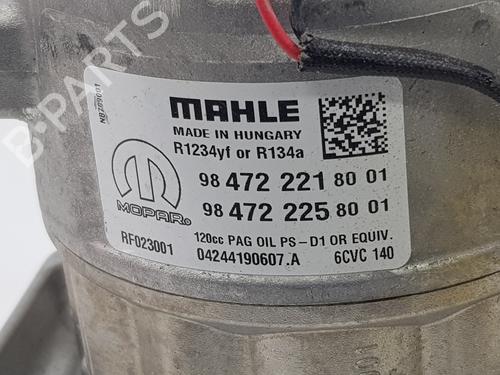 MAHLE
MADE IN HUNGARY
R1234yf or R134a
98 472 221 80 01
98 472 225 80 01
MOPAR
RF023001
120cc PAG OIL PS-D1 OR EQUIV.
04244190607.A
6CVC 140
B-PARTS